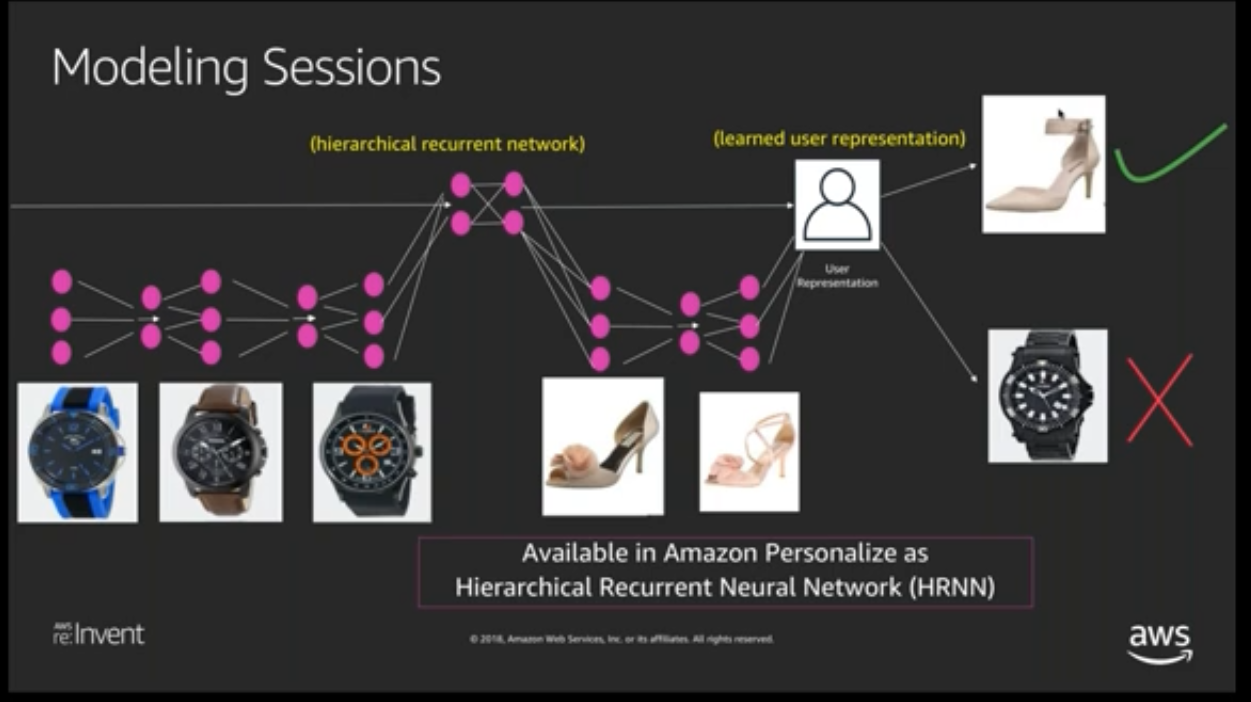 Modeling Sessions
(hierarchical recurrent network)
(learned user representation)
User
Representation
Available in Amazon Personalize as
Hierarchical Recurrent Neural Network (HRNN)
AWS
re:Invent
© 2018, Amazon Web Services, Inc. or its affiliates. All rights reserved.
aws